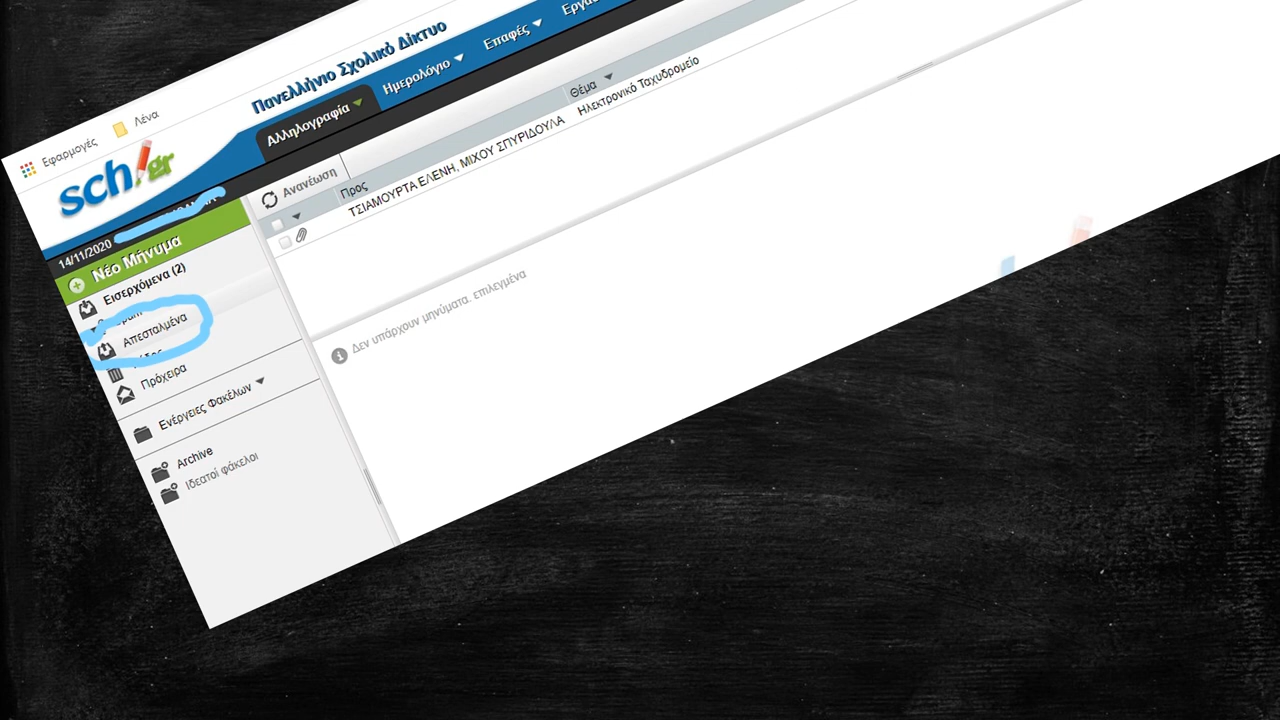 Εφαρμογές Λένα
sch.gr
Πανελλήνιο Σχολικό Δίκτυο
Αλληλογραφία Ημερολόγιο Επαφές
14/11/2020
Νέο Μήνυμα
Ανανέωση
Εισερχόμενα (2)
Απεσταλμένα
Πρόχειρα
Ενέργειες Φακέλων
Archive
Ιδεατοί φάκελοι
Προς Θέμα
ΤΣΙΑΜΟΥΡΤΑ ΕΛΕΝΗ, ΜΙΧΟΥ ΣΠΥΡΙΔΟΥΛΑ Ηλεκτρονικό Ταχυδρομείο
Δεν υπάρχουν μηνύματα. επιλεγμένα